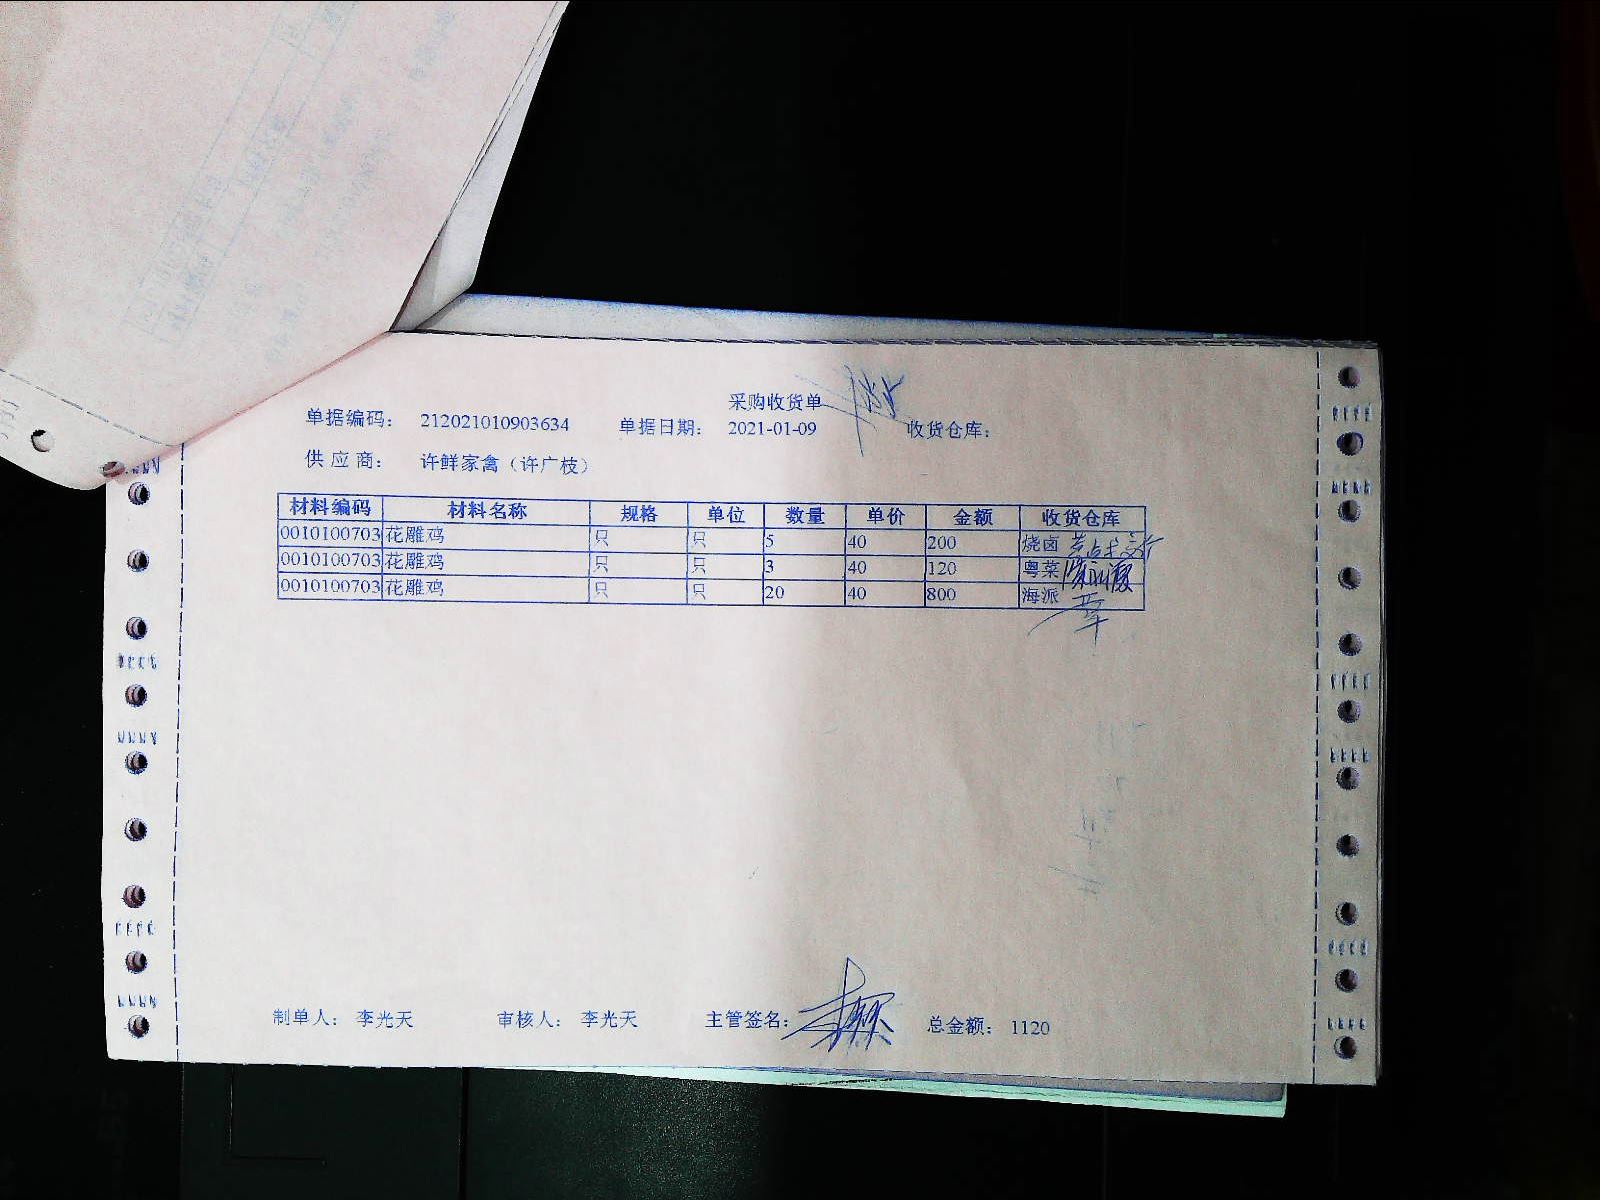 采购收货单
单据编码： 212021010903634 单据日期： 2021-01-09 收货仓库：
供应商： 许鲜家禽（许广枝）
材料编码 材料名称 规格 单位 数量 单价 金额 收货仓库
0010100703 花雕鸡 只 只 5 40 200 烧卤
0010100703 花雕鸡 只 只 3 40 120 粤菜
0010100703 花雕鸡 只 只 20 40 800 海派
制单人： 李光天 审核人： 李光天 主管签名： 总金额： 1120